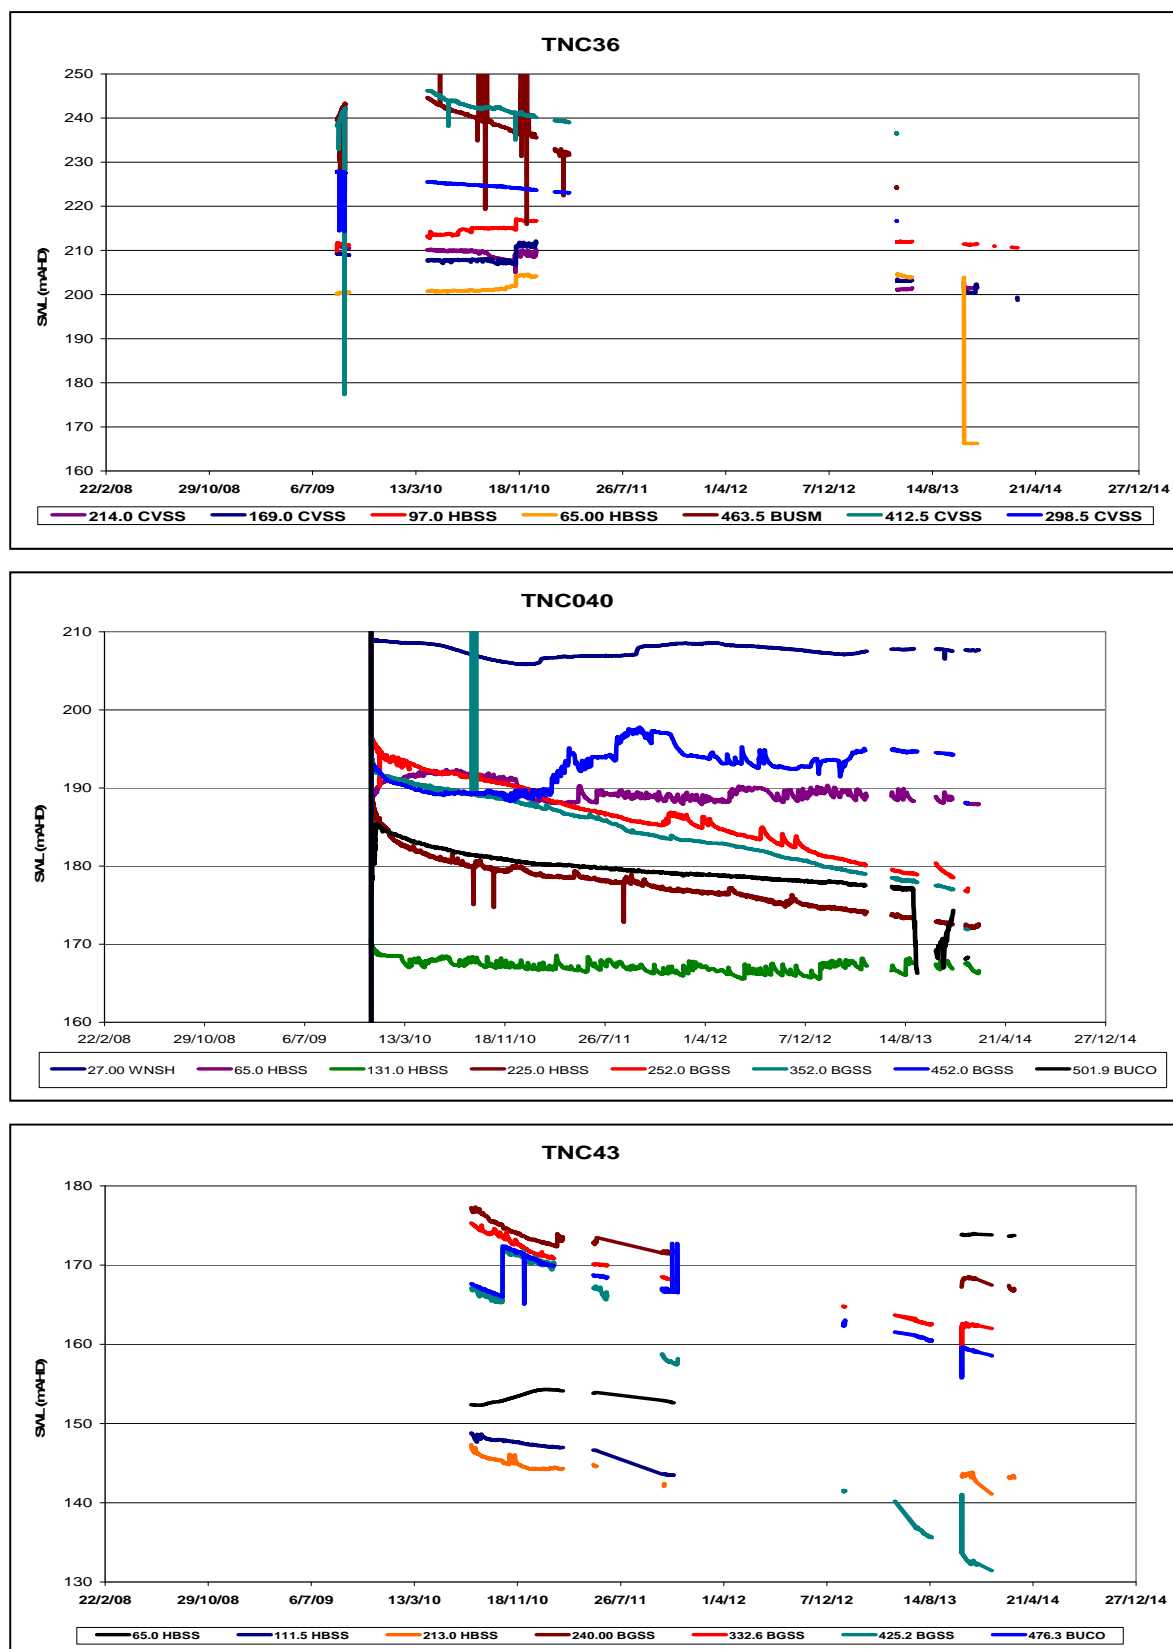 TNC36
250
240
230
220
210
200
190
180
170
160
SWL (mAHD)
22/2/08 29/10/08 6/7/09 13/3/10 18/11/10 26/7/11 1/4/12 7/12/12 14/8/13 21/4/14 27/12/14
214.0 CVSS 169.0 CVSS 97.0 HBSS 65.00 HBSS 463.5 BUSM 412.5 CVSS 298.5 CVSS
TNC040
210
200
190
180
170
160
SWL (mAHD)
22/2/08 29/10/08 6/7/09 13/3/10 18/11/10 26/7/11 1/4/12 7/12/12 14/8/13 21/4/14 27/12/14
27.00 WNSH 65.0 HBSS 131.0 HBSS 225.0 HBSS 252.0 BGSS 352.0 BGSS 452.0 BGSS 501.9 BUCO
TNC43
180
170
160
150
140
130
SWL (mAHD)
22/2/08 29/10/08 6/7/09 13/3/10 18/11/10 26/7/11 1/4/12 7/12/12 14/8/13 21/4/14 27/12/14
65.0 HBSS 111.5 HBSS 213.0 HBSS 240.00 BGSS 332.6 BGSS 425.2 BGSS 476.3 BUCO